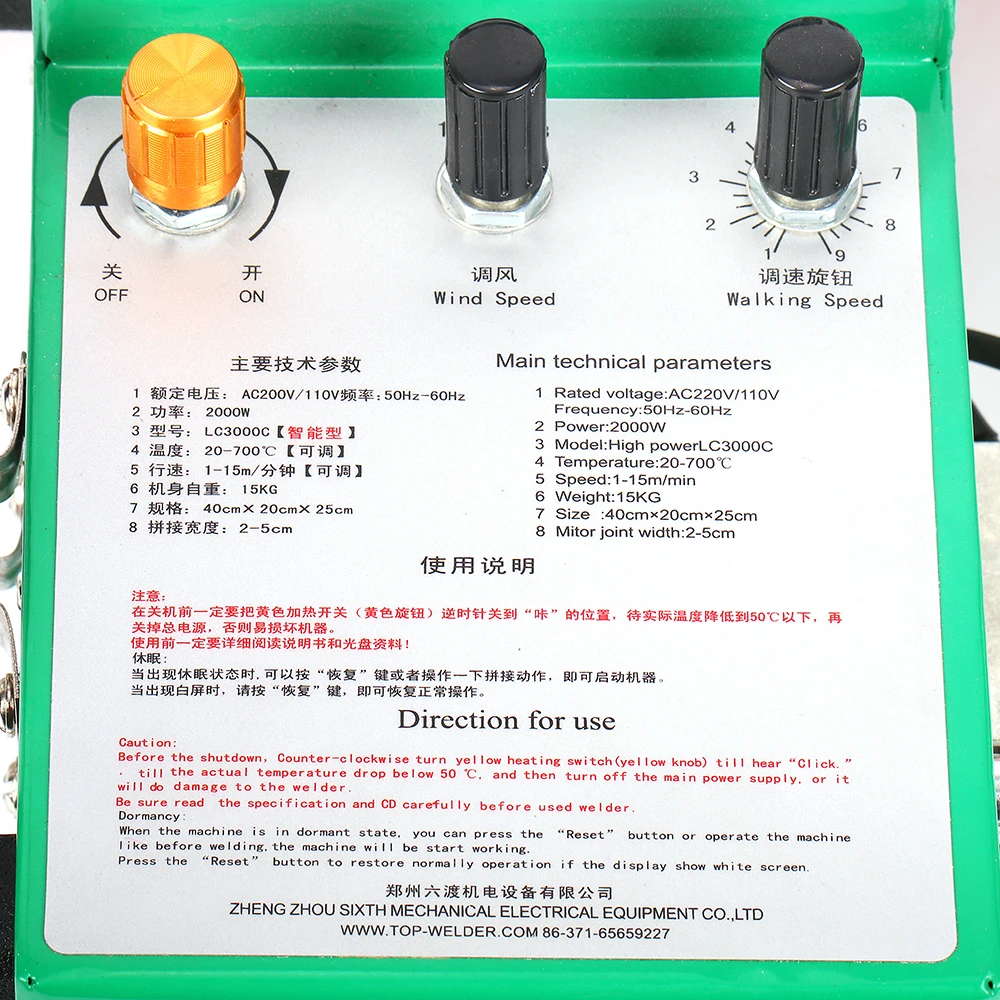 1 8
4 6
3 7
2 8
1 9
关 开 调风 调速旋钮
OFF ON Wind Speed Walking Speed
主要技术参数
1 额定电压: AC200V/110V频率:50Hz-60Hz
2 功率: 2000W
3 型号: LC3000C【智能型】
4 温度: 20-700℃【可调】
5 行速: 1-15m/分钟【可调】
6 机身自重: 15KG
7 规格: 40cm×20cm×25cm
8 拼接宽度: 2-5cm
Main technical parameters
1 Rated voltage:AC220V/110V
Frequency:50Hz-60Hz
2 Power:2000W
3 Model:High powerLC3000C
4 Temperature:20-700℃
5 Speed:1-15m/min
6 Weight:15KG
7 Size :40cm×20cm×25cm
8 Mitor joint width:2-5cm
使用说明
注意:
在关机前一定要把黄色加热开关（黄色旋钮）逆时针关到“咔”的位置，待实际温度降低到50℃以下，再
关掉总电源，否则易损坏机器。
使用前一定要详细阅读说明书和光盘资料！
休眠:
当出现休眠状态时,可以按“恢复”键或者操作一下拼接动作，即可启动机器。
当出现白屏时，请按“恢复”键，即可恢复正常操作。
Direction for use
Caution:
Before the shutdown, Counter-clockwise turn yellow heating switch(yellow knob) till hear “Click.”
. till the actual temperature drop below 50 ℃, and then turn off the main power supply, or it
will do damage to the welder.
Be sure read the specification and CD carefully before used welder.
Dormancy:
When the machine is in dormant state, you can press the “Reset” button or operate the machine
like before welding,the machine will be start working.
Press the “Reset” button to restore normally operation if the display show white screen.
郑州六渡机电设备有限公司
ZHENG ZHOU SIXTH MECHANICAL ELECTRICAL EQUIPMENT CO.,LTD
WWW.TOP-WELDER.COM 86-371-65659227